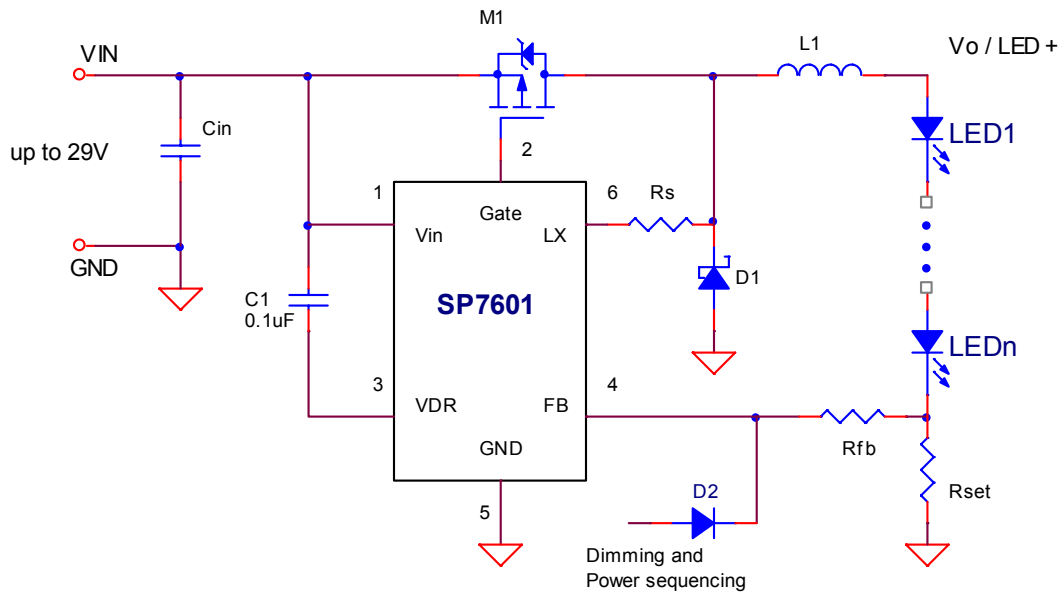 M1
VIN
L1
Vo / LED +
Cin
up to 29V
2
LED1
1
Gate
6
Rs
Vin
LX
GND
D1
C1
0.1uF
SP7601
LEDn
3
4
VDR
FB
GND
Rfb
D2
Rset
5
Dimming and
Power sequencing